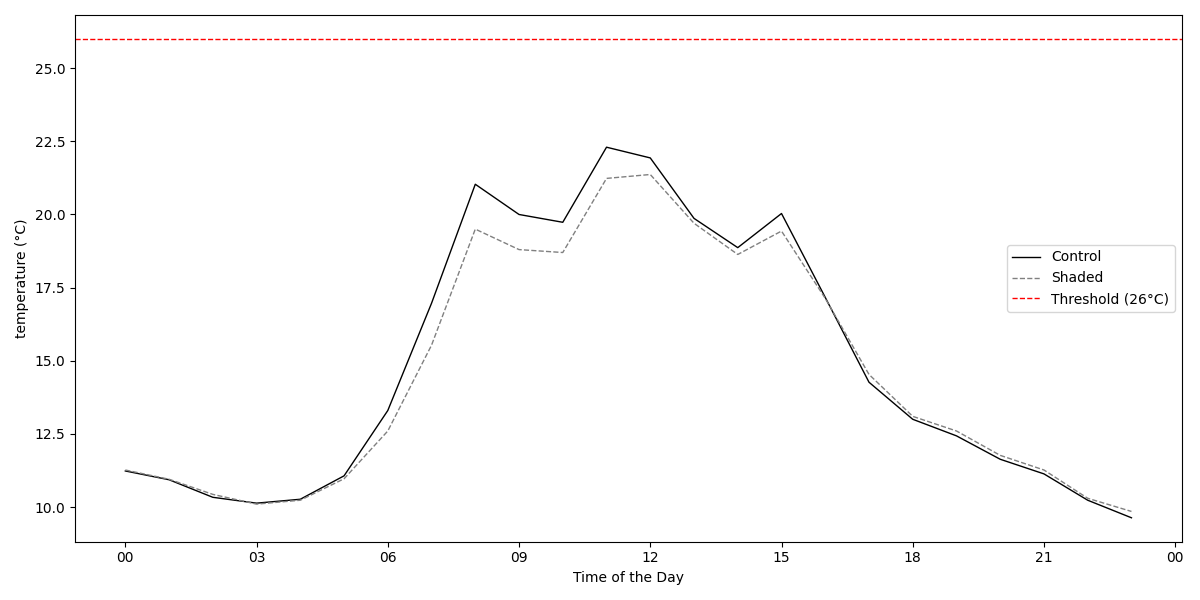 25.0
22.5
20.0
17.5
15.0
12.5
10.0
temperature (°C)
Control
Shaded
Threshold (26°C)
00 03 06 09 12 15 18 21 00
Time of the Day